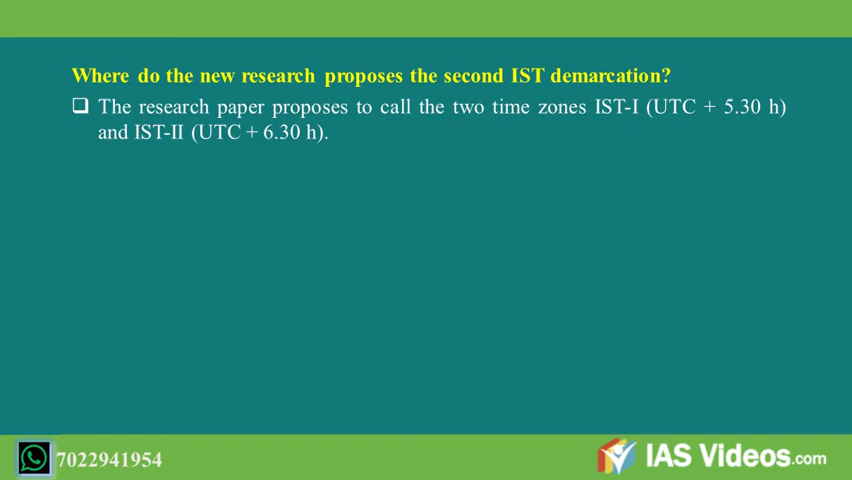 Where do the new research proposes the second IST demarcation?
❑ The research paper proposes to call the two time zones IST-I (UTC + 5.30 h)
and IST-II (UTC + 6.30 h).
7022941954
IAS Videos.com